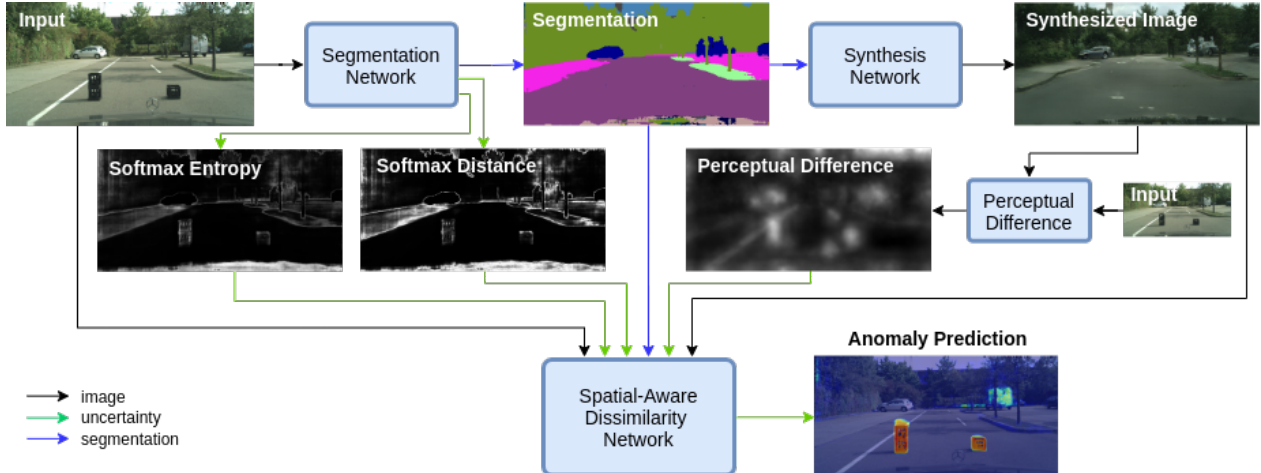 Input
Segmentation
Network
Segmentation
Synthesis
Network
Synthesized Image
Softmax Entropy
Softmax Distance
Perceptual Difference
Perceptual
Difference
Input
Anomaly Prediction
Spatial-Aware
Dissimilarity
Network
image
uncertainty
segmentation